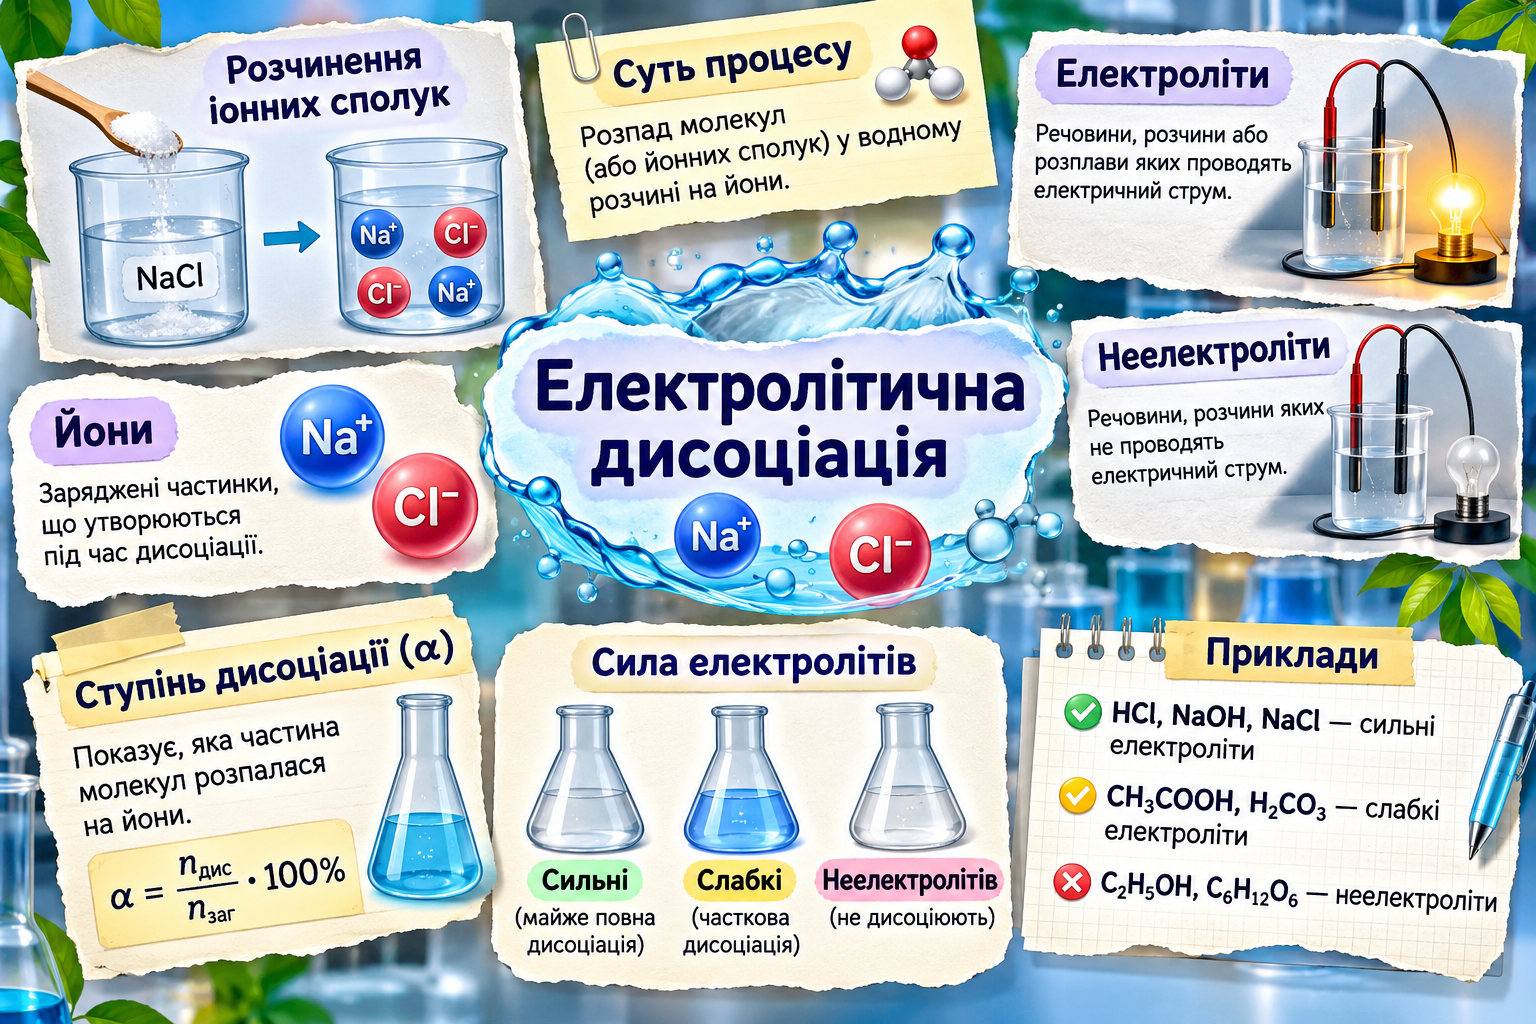 Розчинення
іонних сполук
NaCl
Na⁺
Cl⁻
Cl⁻
Na⁺
Суть процесу
Розпад молекул
(або йонних сполук) у водному
розчині на йони.
Електроліти
Речовини, розчини або
розплави яких проводять
електричний струм.
Йони
Заряджені частинки,
що утворюються
під час дисоціації.
Na⁺
Cl⁻
Електролітична
дисоціація
Na⁺
Cl⁻
Неелектроліти
Речовини, розчини яких
не проводять
електричний струм.
Ступінь дисоціації (α)
Показує, яка частина
молекул розпалася
на йони.
α = n_дис / n_заг · 100%
Сила електролітів
Сильні
(майже повна
дисоціація)
Слабкі
(часткова
дисоціація)
Неелектролітів
(не дисоціюють)
Приклади
HCl, NaOH, NaCl — сильні
електроліти
CH₃COOH, H₂CO₃ — слабкі
електроліти
C₂H₅OH, C₆H₁₂O₆ — неелектроліти